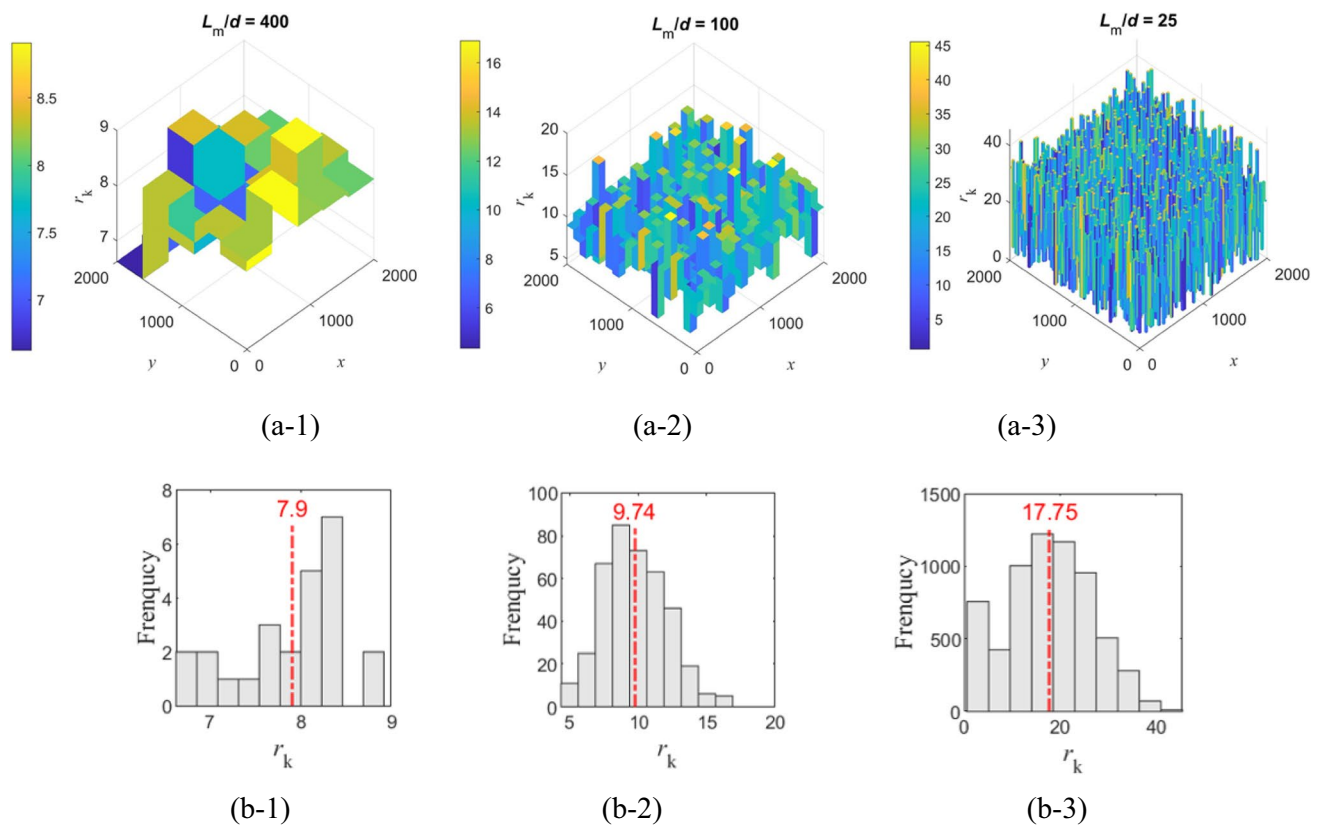 L_m/d = 400
8.5
8
7.5
7
9
8
7
r_k
2000
1000
0
y
0
1000
2000
x
L_m/d = 100
16
14
12
10
8
6
20
15
10
5
r_k
2000
1000
0
y
0
1000
2000
x
L_m/d = 25
45
40
35
30
25
20
15
10
5
40
20
0
r_k
2000
1000
0
y
0
1000
2000
x
(a-1) (a-2) (a-3)
8
6
4
2
0
Frenqucy
7.9
7 8 9
r_k
100
80
60
40
20
0
Frenqucy
9.74
5 10 15 20
r_k
1500
1000
500
0
Frenqucy
17.75
0 20 40
r_k
(b-1) (b-2) (b-3)